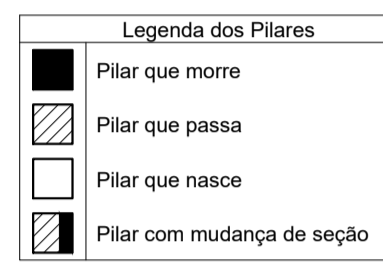 Legenda dos Pilares
Pilar que morre
Pilar que passa
Pilar que nasce
Pilar com mudança de seção